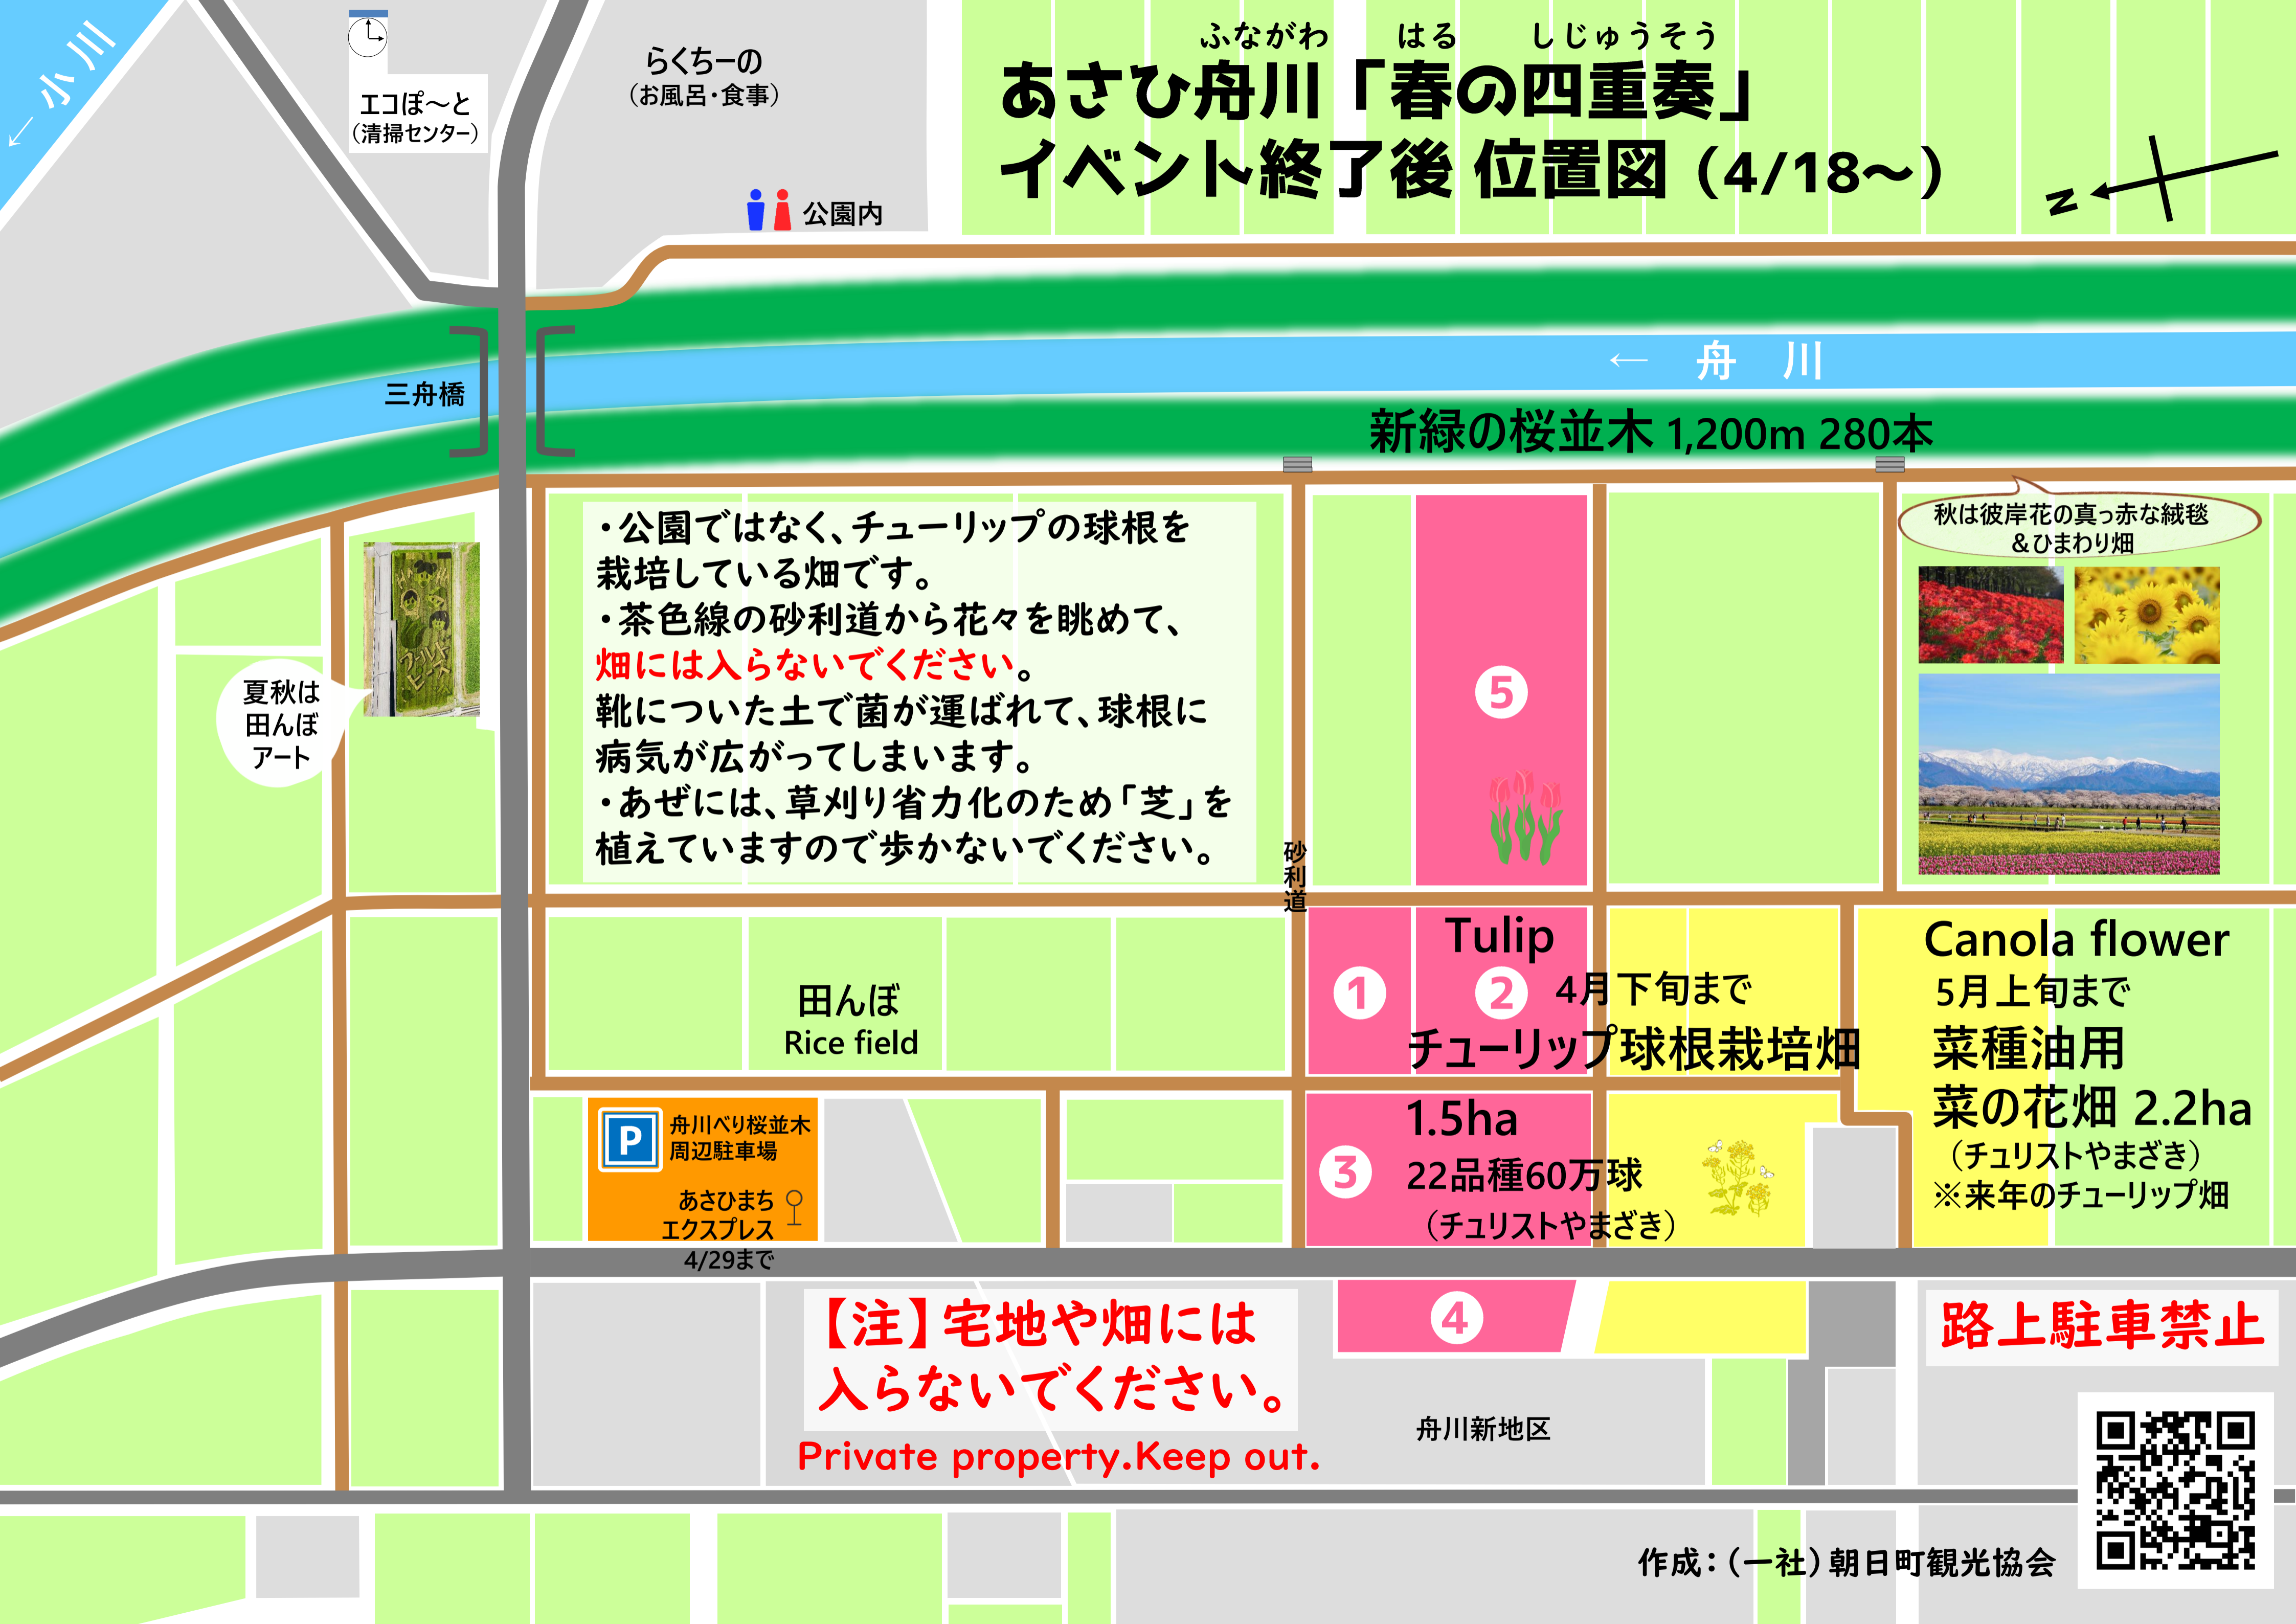 ふながわ はる しじゅうそう
あさひ舟川「春の四重奏」
イベント終了後 位置図（4/18～）
N
←小川
エコぽ～と
（清掃センター）
らくちーの
（お風呂・食事）
公園内
← 舟 川
三舟橋
新緑の桜並木 1,200m 280本
・公園ではなく、チューリップの球根を
栽培している畑です。
・茶色線の砂利道から花々を眺めて、
畑には入らないでください。
靴についた土で菌が運ばれて、球根に
病気が広がってしまいます。
・あぜには、草刈り省力化のため「芝」を
植えていますので歩かないでください。
秋は彼岸花の真っ赤な絨毯
＆ひまわり畑
夏秋は
田んぼ
アート
砂利道
5
田んぼ
Rice field
Tulip
1
2
4月下旬まで
チューリップ球根栽培畑
1.5ha
3
22品種60万球
（チュリストやまざき）
Canola flower
5月上旬まで
菜種油用
菜の花畑 2.2ha
（チュリストやまざき）
※来年のチューリップ畑
P
舟川べり桜並木
周辺駐車場
あさひまち
エクスプレス
4/29まで
4
【注】宅地や畑には
入らないでください。
Private property.Keep out.
路上駐車禁止
舟川新地区
作成：（一社）朝日町観光協会